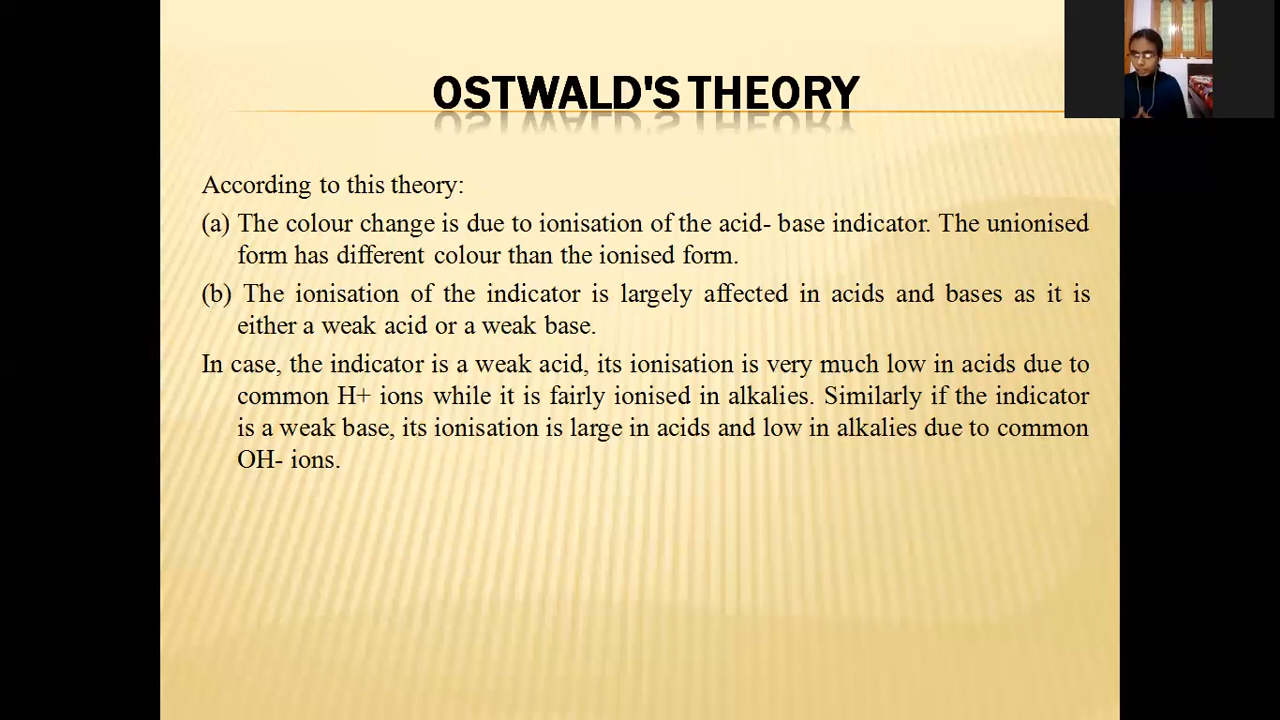 OSTWALD'S THEORY
According to this theory:
(a) The colour change is due to ionisation of the acid- base indicator. The unionised
form has different colour than the ionised form.
(b) The ionisation of the indicator is largely affected in acids and bases as it is
either a weak acid or a weak base.
In case, the indicator is a weak acid, its ionisation is very much low in acids due to
common H+ ions while it is fairly ionised in alkalies. Similarly if the indicator
is a weak base, its ionisation is large in acids and low in alkalies due to common
OH- ions.